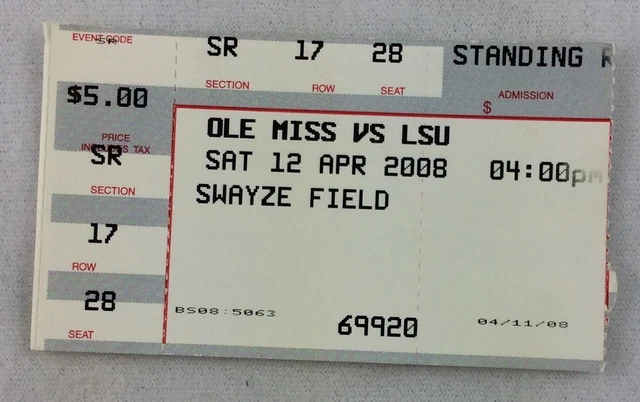 EVENT CODE
SR
SR 17 28 STANDING
SECTION ROW SEAT ADMISSION
$
$5.00
PRICE
INCLUDES TAX
SR
SECTION
17
ROW
28
SEAT
OLE MISS VS LSU
SAT 12 APR 2008 04:00pm
SWAYZE FIELD
BS08:5063 69920 04/11/08